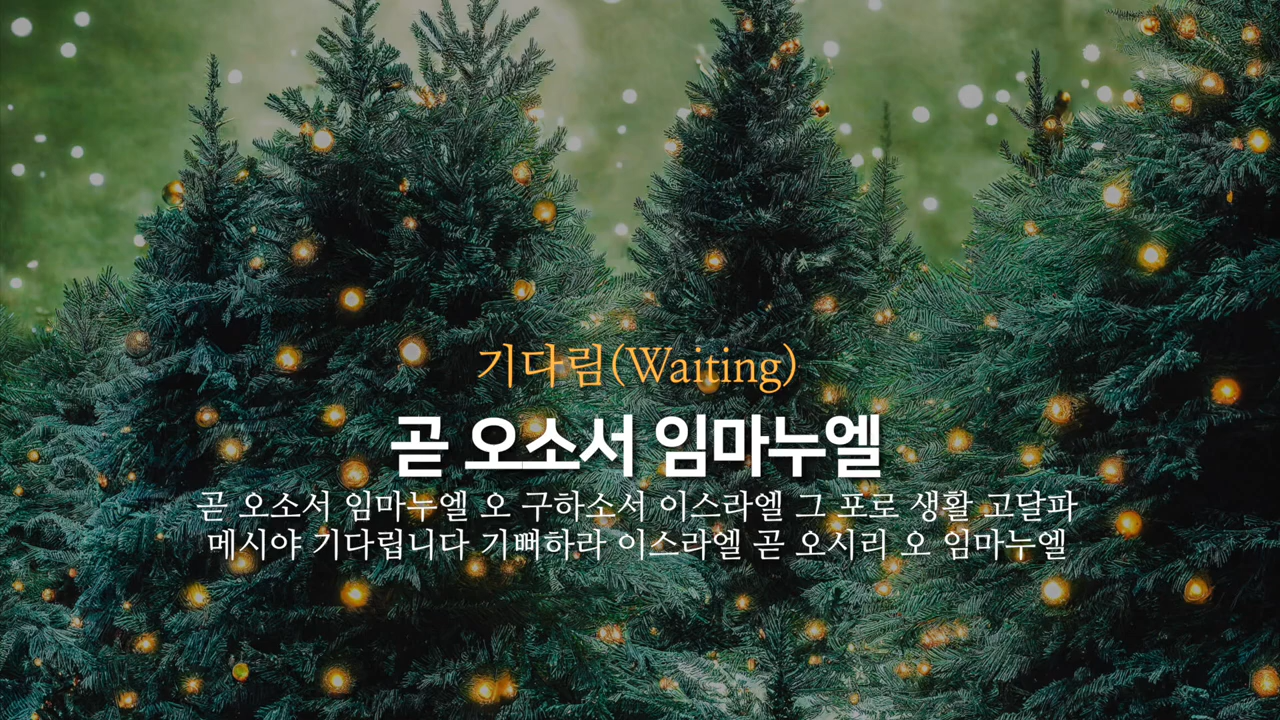 기다림(Waiting)
곧 오소서 임마누엘
곧 오소서 임마누엘 오 구하소서 이스라엘 그 포로 생활 고달파
메시야 기다립니다 기뻐하라 이스라엘 곧 오시리 오 임마누엘